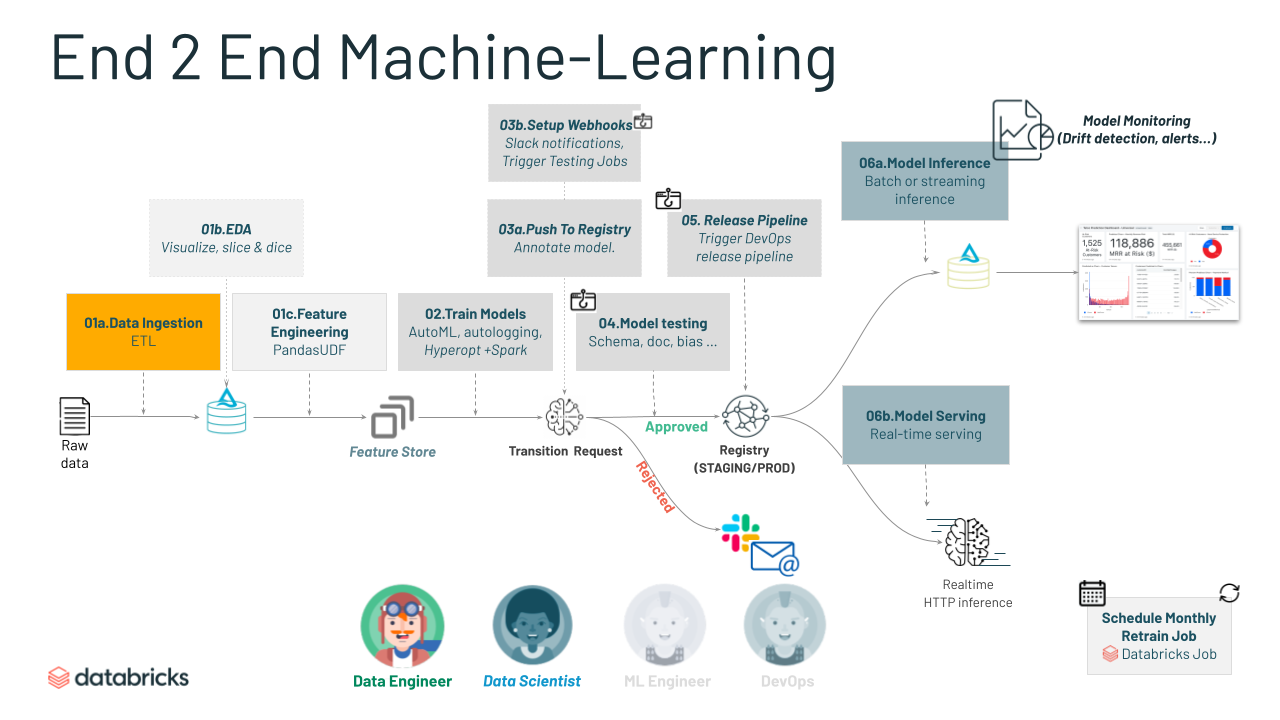 End 2 End Machine-Learning
03b.Setup Webhooks
Slack notifications,
Trigger Testing Jobs
Model Monitoring
(Drift detection, alerts...)
06a.Model Inference
Batch or streaming
inference
01b.EDA
Visualize, slice & dice
03a.Push To Registry
Annotate model.
05. Release Pipeline
Trigger DevOps
release pipeline
1,525
At-Risk
Customers
118,886
MRR at Risk ($)
01a.Data Ingestion
ETL
01c.Feature
Engineering
PandasUDF
02.Train Models
AutoML, autologging,
Hyperopt +Spark
04.Model testing
Schema, doc, bias ...
06b.Model Serving
Real-time serving
Raw
data
Feature Store
Transition Request
Approved
Rejected
Registry
(STAGING/PROD)
Realtime
HTTP inference
Schedule Monthly
Retrain Job
Databricks Job
Data Engineer
Data Scientist
ML Engineer
DevOps
databricks